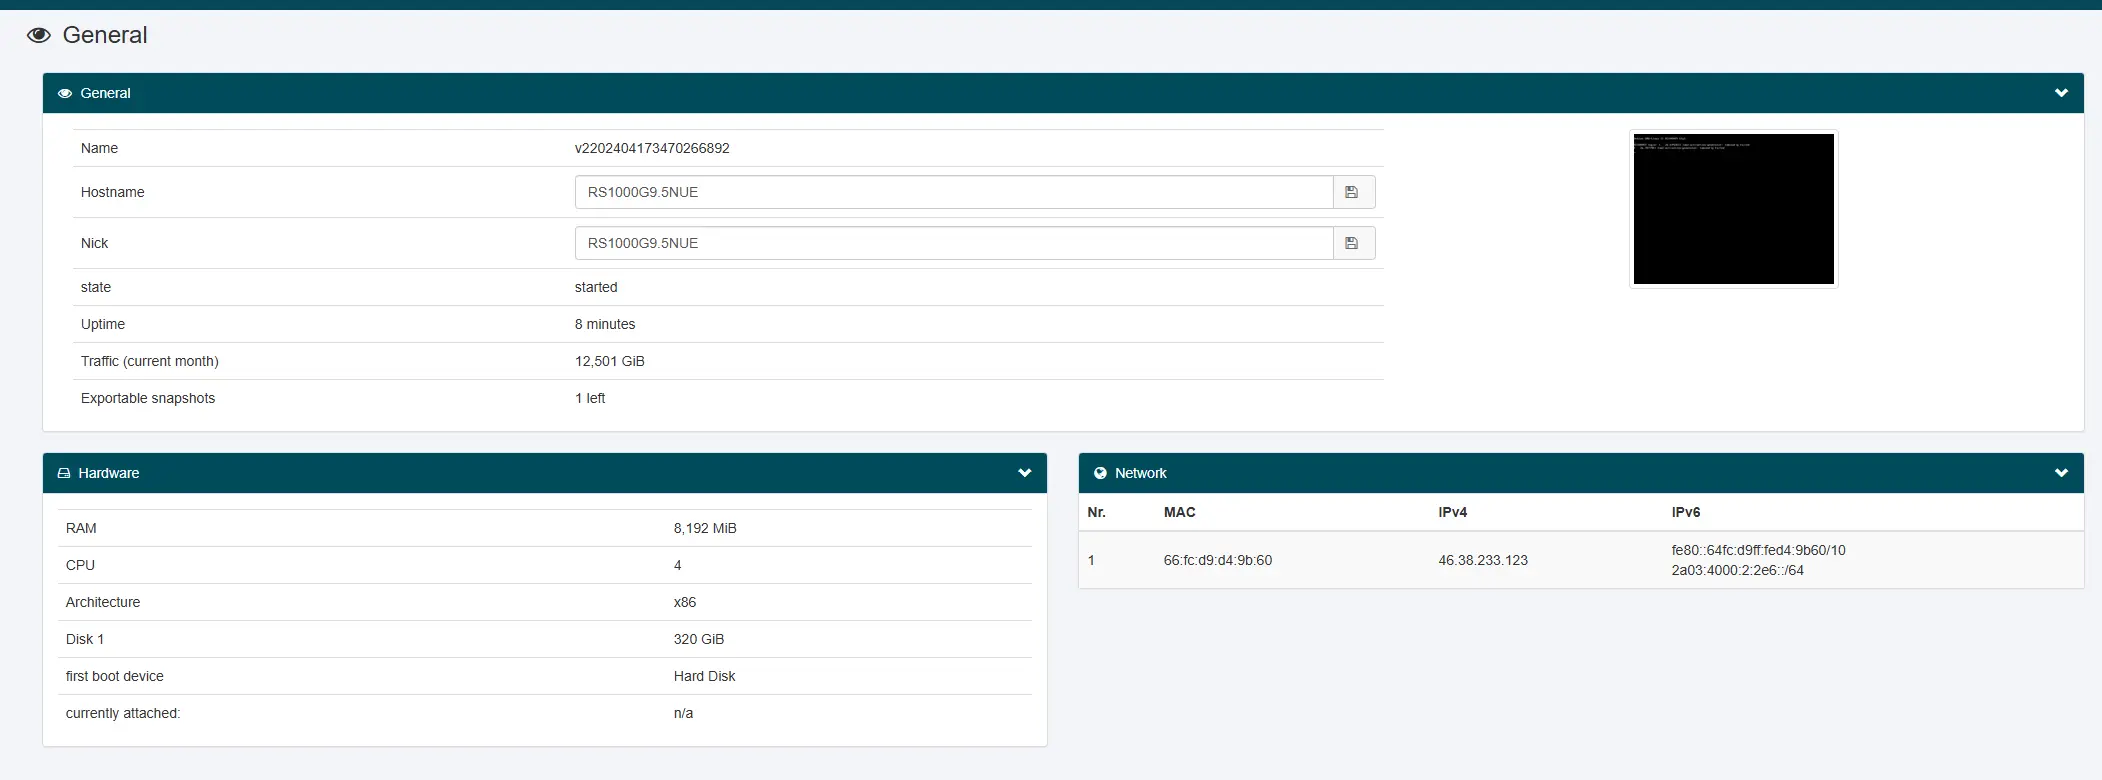 General
General
Name v2202404173470266892
Hostname RS1000G9.5NUE
Nick RS1000G9.5NUE
state started
Uptime 8 minutes
Traffic (current month) 12,501 GiB
Exportable snapshots 1 left
Hardware
RAM 8,192 MiB
CPU 4
Architecture x86
Disk 1 320 GiB
first boot device Hard Disk
currently attached: n/a
Network
Nr. MAC IPv4 IPv6
1 66:fc:d9:d4:9b:60 46.38.233.123 fe80::64fc:d9ff:fed4:9b60/10
2a03:4000:2:2e6::/64